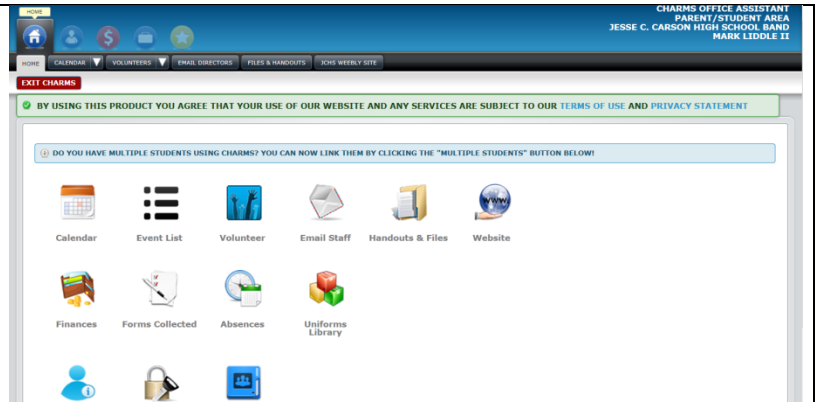 HOME
CHARMS OFFICE ASSISTANT
PARENT/STUDENT AREA
JESSE C. CARSON HIGH SCHOOL BAND
MARK LIDDLE II
HOME CALENDAR VOLUNTEERS EMAIL DIRECTORS FILES & HANDOUTS JCHS WEEBLY SITE
EXIT CHARMS
BY USING THIS PRODUCT YOU AGREE THAT YOUR USE OF OUR WEBSITE AND ANY SERVICES ARE SUBJECT TO OUR TERMS OF USE AND PRIVACY STATEMENT
DO YOU HAVE MULTIPLE STUDENTS USING CHARMS? YOU CAN NOW LINK THEM BY CLICKING THE "MULTIPLE STUDENTS" BUTTON BELOW!
www
Calendar Event List Volunteer Email Staff Handouts & Files Website
Finances Forms Collected Absences Uniforms
Library